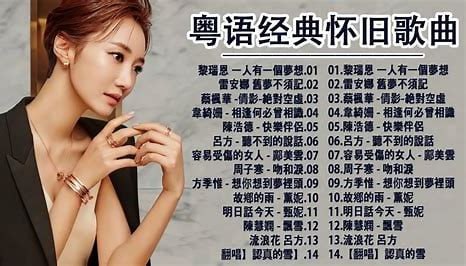 粤语经典怀旧歌曲
黎瑞恩 一人有一個夢想.01
雷安娜 舊夢不須記.02
蔡楓華 -倩影-絶對空虛.03
韋綺姍 - 相逢何必曾相識.04
陳浩德 - 快樂伴侶.05
呂方 - 聽不到的說話.06
容易受傷的女人 - 鄺美雲.07
周子寒 - 吻和淚.08
方季惟 - 想你想到夢裡頭.09
故鄉的雨 - 薰妮.10
明日話今天 - 甄妮.11
陳慧嫻 - 飄雪.12
流浪花 呂方.13
【翻唱】認真的雪】.14
01.黎瑞恩 一人有一個夢想
02.雷安娜 舊夢不須記
03.蔡楓華 -倩影-絶對空虛
04.韋綺姍 - 相逢何必曾相識
05.陳浩德 - 快樂伴侶
06.呂方 - 聽不到的說話
07.容易受傷的女人 - 鄺美雲
08.周子寒 - 吻和淚
09.方季惟 - 想你想到夢裡頭
10.故鄉的雨 - 薰妮
11.明日話今天 - 甄妮
12.陳慧嫻 - 飄雪
13.流浪花 呂方
14.【翻唱】認真的雪】